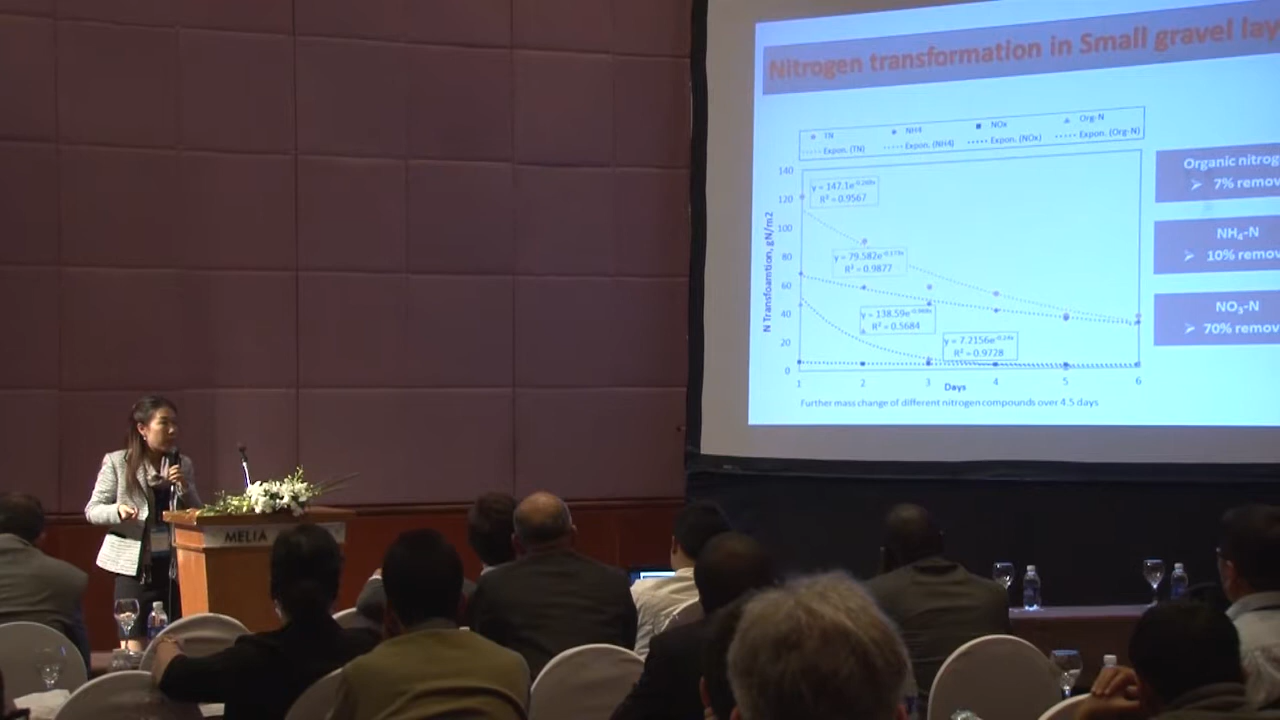 Nitrogen transformation in Small gravel lay
TN NH4 NOx Org-N
Expon. (TN) Expon. (NH4) Expon. (NOx) Expon. (Org-N)
N Transfoamtion, gN/m2
140
120
100
80
60
40
20
0
y = 147.1e
R² = 0.9567
y = 79.582e
R² = 0.9877
y = 138.59e
R² = 0.5684
y = 7.2156e
R² = 0.9728
1 2 3 4 5 6
Days
Further mass change of different nitrogen compounds over 4.5 days
Organic nitrog
➢ 7% remov
NH₄-N
➢ 10% remov
NO₃-N
➢ 70% remov
MELIA